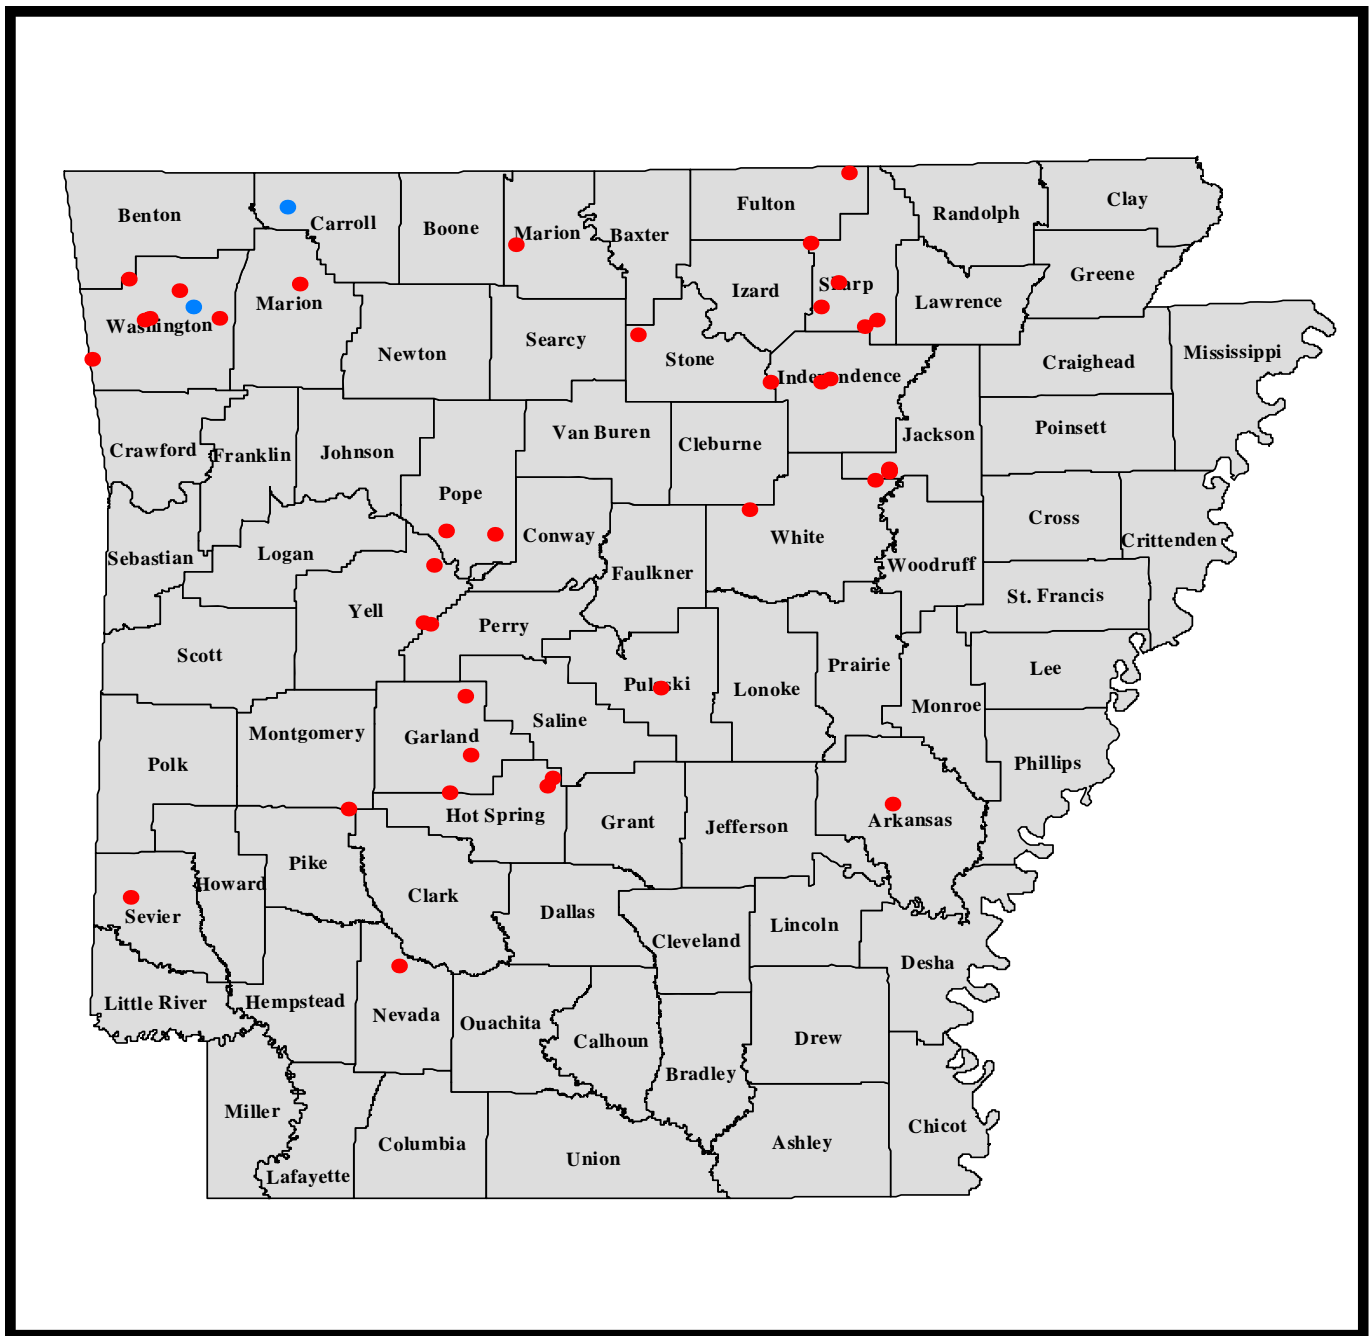 Clay
Benton
Fulton
Randolph
Carroll
Boone
Marion
Baxter
Greene
Marion
Izard
Sharp
Lawrence
Washington
Newton
Searcy
Stone
Mississippi
Craighead
Independence
Van Buren
Cleburne
Jackson
Poinsett
Crawford
Franklin
Johnson
Pope
Conway
White
Cross
Crittenden
Sebastian
Logan
Faulkner
Woodruff
St. Francis
Yell
Perry
Scott
Pulaski
Lonoke
Prairie
Lee
Monroe
Saline
Montgomery
Garland
Polk
Phillips
Hot Spring
Grant
Jefferson
Arkansas
Pike
Howard
Clark
Sevier
Dallas
Lincoln
Cleveland
Desha
Little River
Hempstead
Nevada
Ouachita
Calhoun
Drew
Bradley
Miller
Columbia
Union
Ashley
Chicot
Lafayette